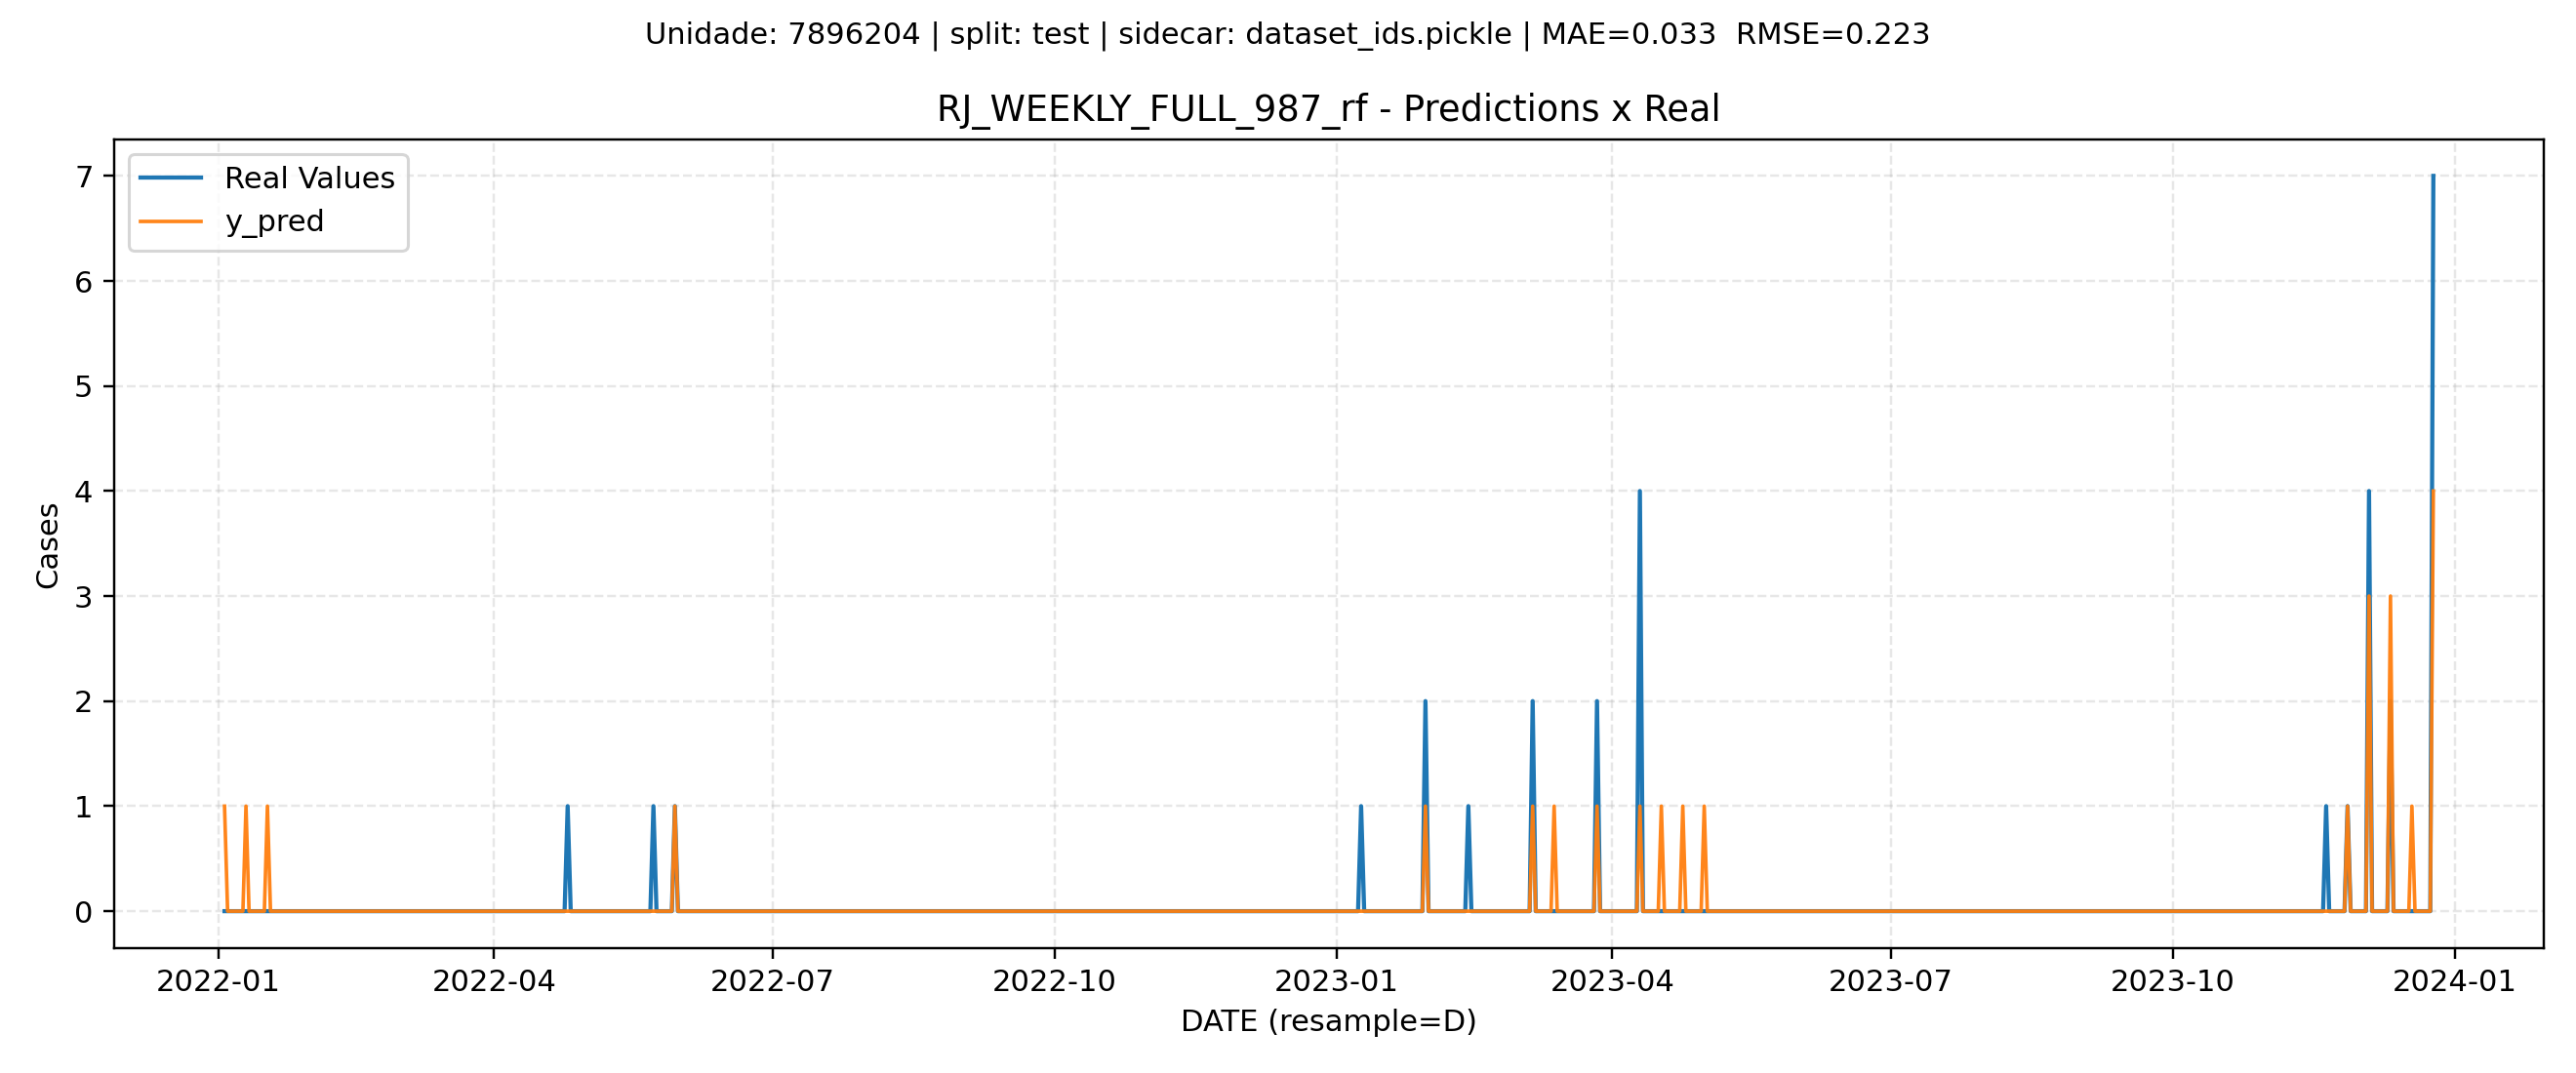 Unidade: 7896204 | split: test | sidecar: dataset_ids.pickle | MAE=0.033  RMSE=0.223
RJ_WEEKLY_FULL_987_rf - Predictions x Real
Real Values
y_pred
7
6
5
4
3
2
1
0
Cases
2022-01
2022-04
2022-07
2022-10
2023-01
2023-04
2023-07
2023-10
2024-01
DATE (resample=D)